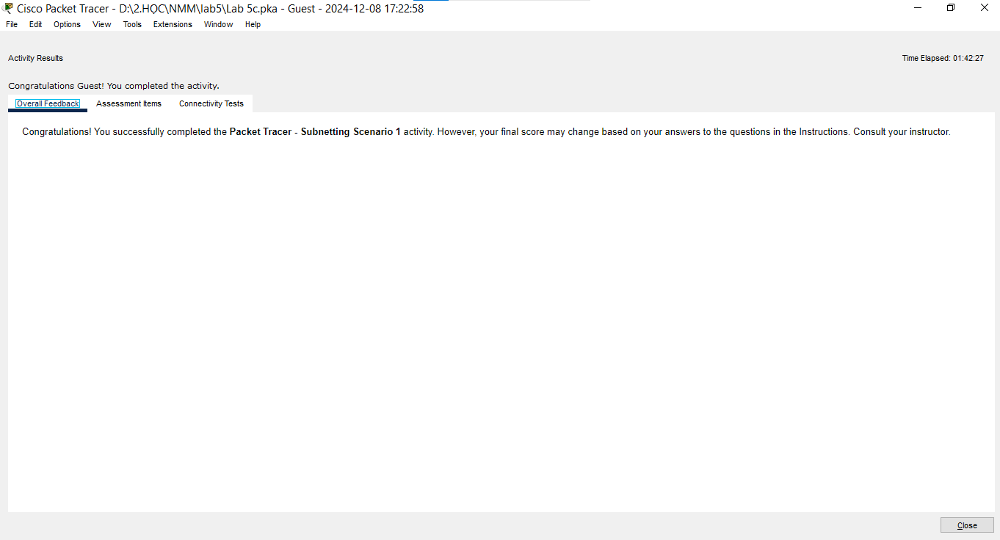 Cisco Packet Tracer - D:\2.HỌC\NMM\lab5\Lab 5c.pka - Guest - 2024-12-08 17:22:58
File Edit Options View Tools Extensions Window Help
Activity Results Time Elapsed: 01:42:27
Congratulations Guest! You completed the activity.
Overall Feedback Assessment Items Connectivity Tests
Congratulations! You successfully completed the Packet Tracer - Subnetting Scenario 1 activity. However, your final score may change based on your answers to the questions in the Instructions. Consult your instructor.
Close